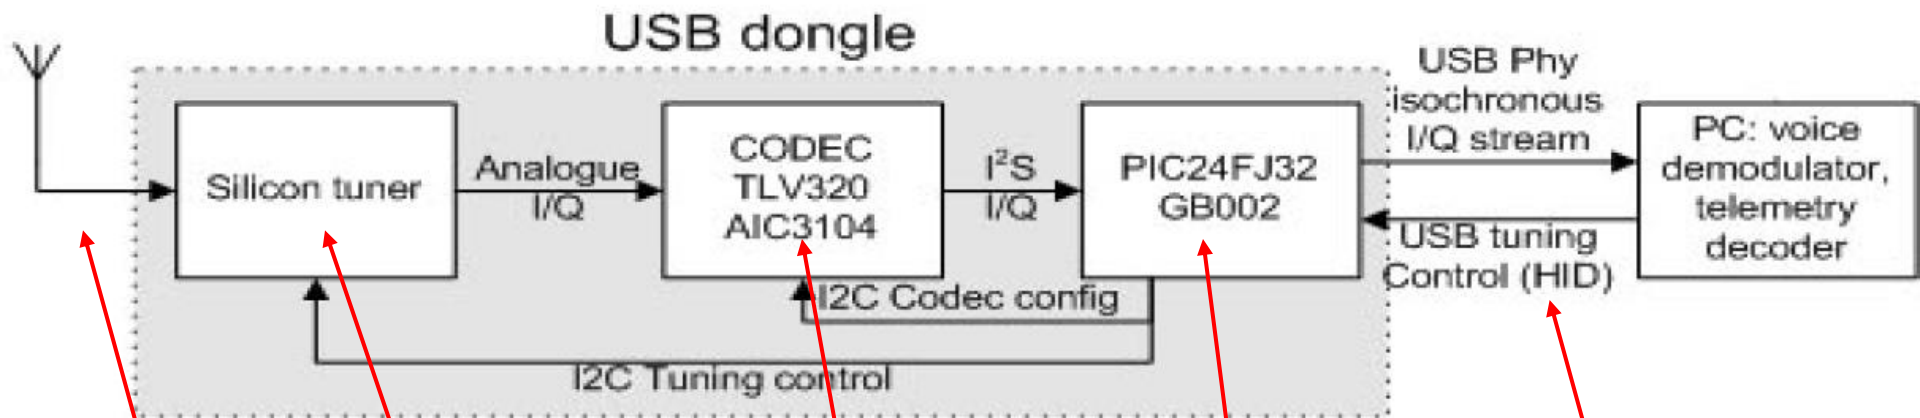 USB dongle
Silicon tuner
Analogue
I/Q
CODEC
TLV320
AIC3104
I²S
I/Q
PIC24FJ32
GB002
USB Phy
isochronous
I/Q stream
USB tuning
Control (HID)
PC: voice
demodulator,
telemetry
decoder
I2C Codec config
I2C Tuning control